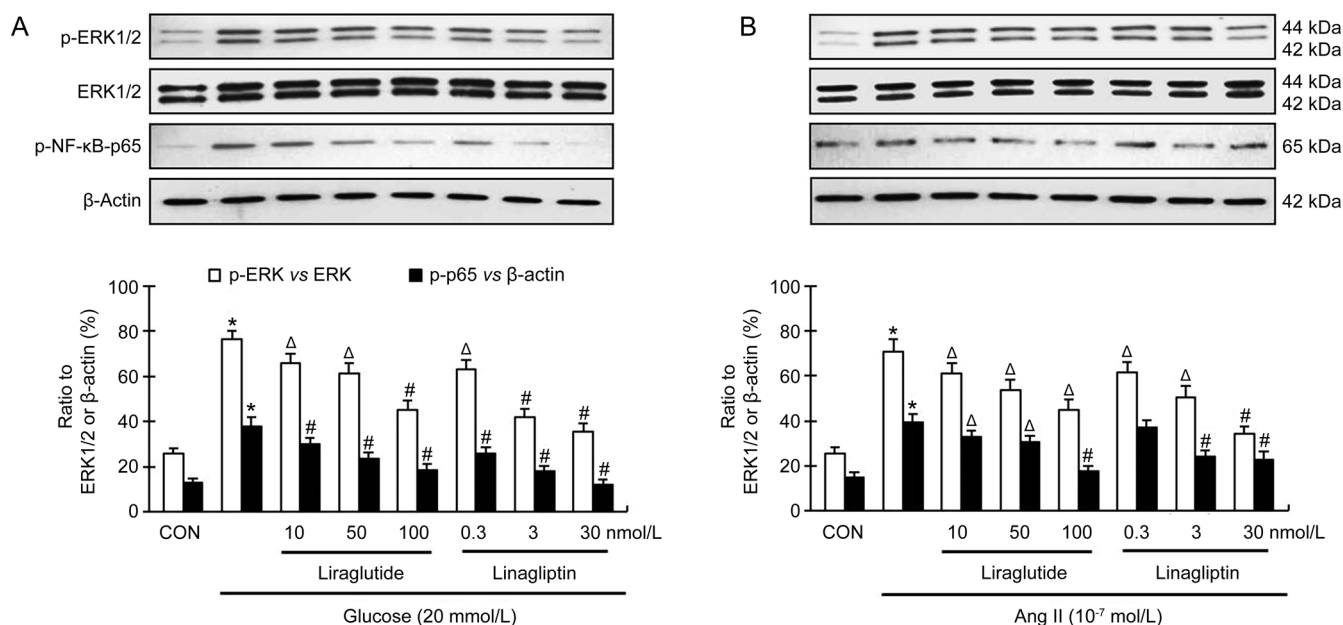 A
p-ERK1/2
ERK1/2
p-NF-κB-p65
β-Actin
p-ERK vs ERK
p-p65 vs β-actin
Ratio to
ERK1/2 or β-actin (%)
100
80
60
40
20
0
* * Δ # Δ # # # Δ # # # # #
CON
10 50 100 0.3 3 30 nmol/L
Liraglutide Linagliptin
Glucose (20 mmol/L)
B
44 kDa
42 kDa
44 kDa
42 kDa
65 kDa
42 kDa
Ratio to
ERK1/2 or β-actin (%)
100
80
60
40
20
0
* * Δ Δ Δ Δ Δ # Δ Δ # # #
CON
10 50 100 0.3 3 30 nmol/L
Liraglutide Linagliptin
Ang II (10⁻⁷ mol/L)